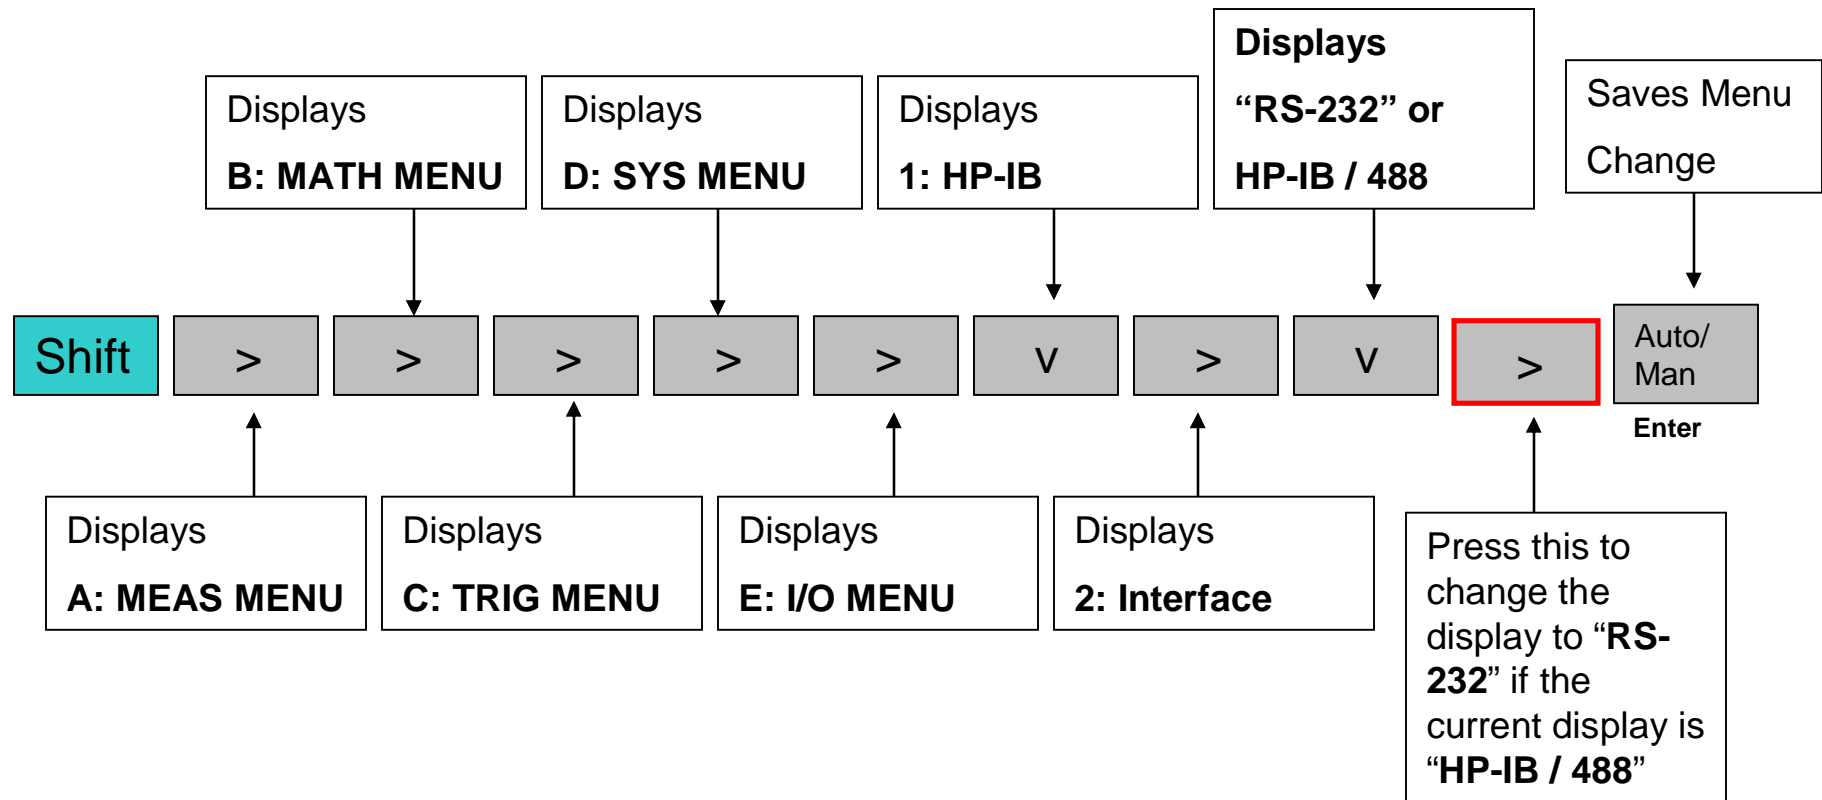 Displays
B: MATH MENU
Displays
D: SYS MENU
Displays
1: HP-IB
Displays
“RS-232” or
HP-IB / 488
Saves Menu
Change
Shift
>
>
>
>
>
v
>
v
>
Auto/
Man
Enter
Displays
A: MEAS MENU
Displays
C: TRIG MENU
Displays
E: I/O MENU
Displays
2: Interface
Press this to
change the
display to “RS-
232” if the
current display is
“HP-IB / 488”